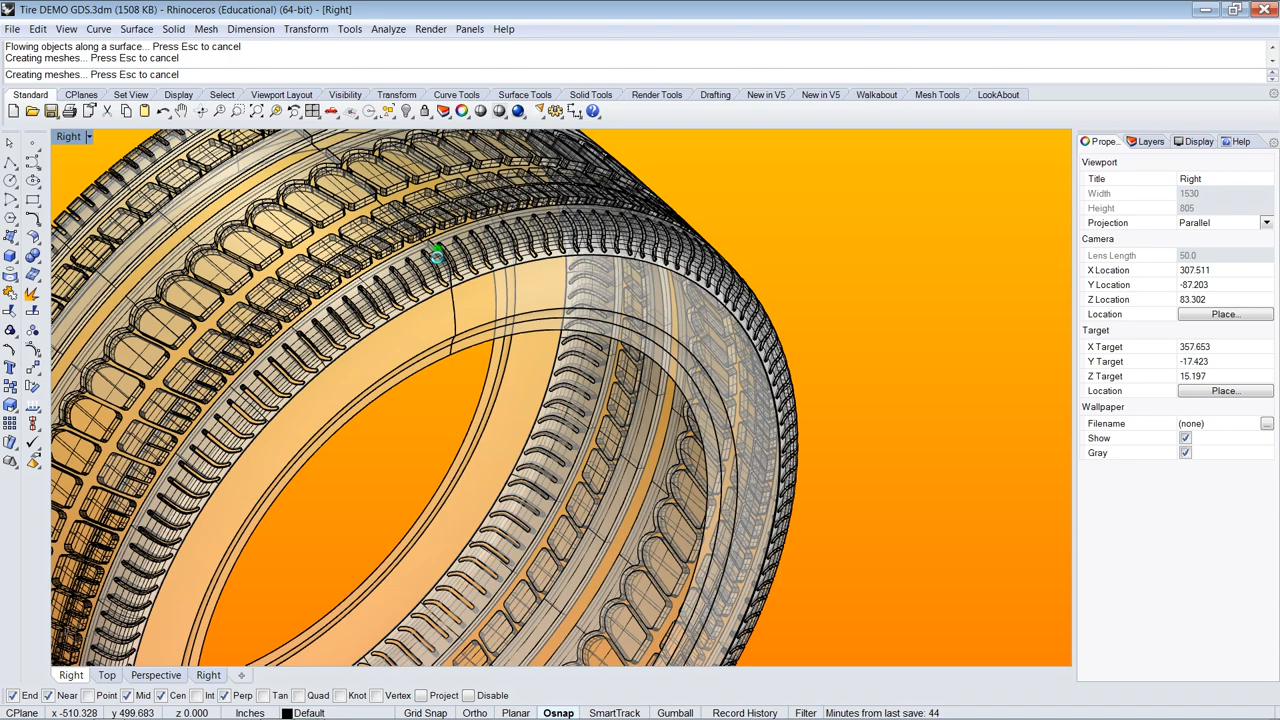 Tire DEMO GDS.3dm (1508 KB) - Rhinoceros (Educational) (64-bit) - [Right]
File Edit View Curve Surface Solid Mesh Dimension Transform Tools Analyze Render Panels Help
Flowing objects along a surface... Press Esc to cancel
Creating meshes... Press Esc to cancel
Creating meshes... Press Esc to cancel
Standard CPlanes Set View Display Select Viewport Layout Visibility Transform Curve Tools Surface Tools Solid Tools Render Tools Drafting New in V5 New in V5 Walkabout Mesh Tools LookAbout
Right
Prope... Layers Display Help
Viewport
Title Right
Width 1530
Height 805
Projection Parallel
Camera
Lens Length 50.0
X Location 307.511
Y Location -87.203
Z Location 83.302
Location Place...
Target
X Target 357.653
Y Target -17.423
Z Target 15.197
Location Place...
Wallpaper
Filename (none) ...
Show
Gray
Right Top Perspective Right
End Near Point Mid Cen Int Perp Tan Quad Knot Vertex Project Disable
CPlane x -510.328 y 499.683 z 0.000 Inches Default Grid Snap Ortho Planar Osnap SmartTrack Gumball Record History Filter Minutes from last save: 44